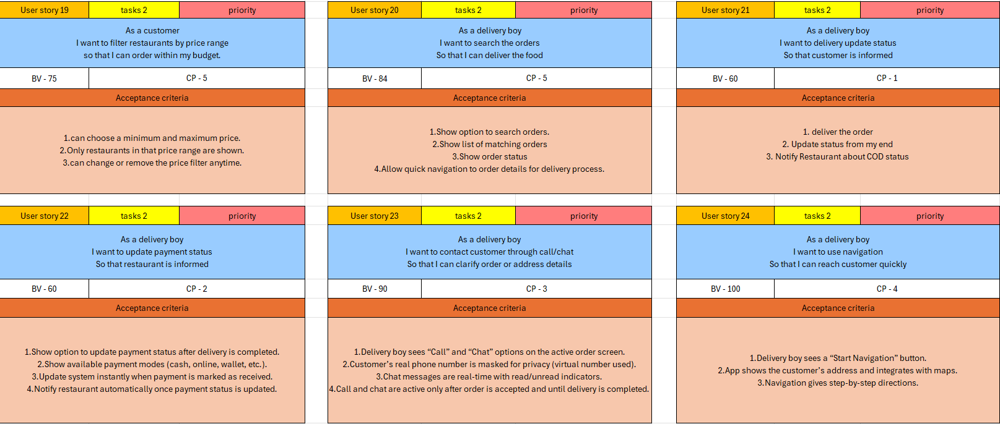 User story 19 tasks 2 priority
As a customer
I want to filter restaurants by price range
so that I can order within my budget.
BV - 75 CP - 5
Acceptance criteria
1.can choose a minimum and maximum price.
2.Only restaurants in that price range are shown.
3.can change or remove the price filter anytime.
User story 20 tasks 2 priority
As a delivery boy
I want to search the orders
So that I can deliver the food
BV - 84 CP - 5
Acceptance criteria
1.Show option to search orders.
2.Show list of matching orders
3.Show order status
4.Allow quick navigation to order details for delivery process.
User story 21 tasks 2 priority
As a delivery boy
I want to delivery update status
So that customer is informed
BV - 60 CP - 1
Acceptance criteria
1. deliver the order
2. Update status from my end
3. Notify Restaurant about COD status
User story 22 tasks 2 priority
As a delivery boy
I want to update payment status
So that restaurant is informed
BV - 60 CP - 2
Acceptance criteria
1.Show option to update payment status after delivery is completed.
2.Show available payment modes (cash, online, wallet, etc.).
3.Update system instantly when payment is marked as received.
4.Notify restaurant automatically once payment status is updated.
User story 23 tasks 2 priority
As a delivery boy
I want to contact customer through call/chat
So that I can clarify order or address details
BV - 90 CP - 3
Acceptance criteria
1.Delivery boy sees “Call” and “Chat” options on the active order screen.
2.Customer’s real phone number is masked for privacy (virtual number used).
3.Chat messages are real-time with read/unread indicators.
4.Call and chat are active only after order is accepted and until delivery is completed.
User story 24 tasks 2 priority
As a delivery boy
I want to use navigation
So that I can reach customer quickly
BV - 100 CP - 4
Acceptance criteria
1.Delivery boy sees a “Start Navigation” button.
2.App shows the customer’s address and integrates with maps.
3.Navigation gives step-by-step directions.